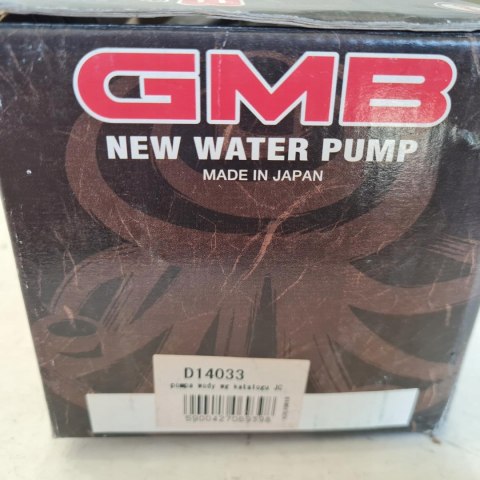 GMB
NEW WATER PUMP
MADE IN JAPAN
D14033
pompa wody wg katalogu JC